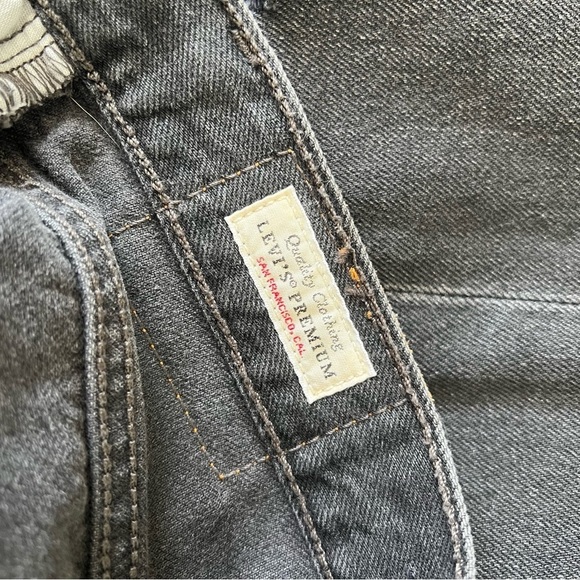 Quality Clothing
LEVI'S® PREMIUM
SAN FRANCISCO, CAL